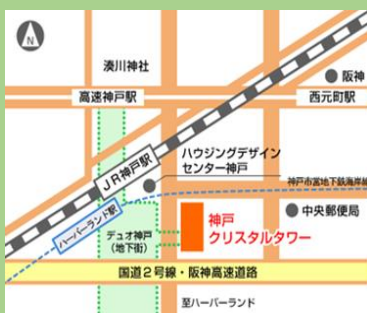 N
湊川神社
阪神
高速神戸駅
西元町駅
JR神戸駅
ハウジングデザイン
センター神戸
神戸市営地下鉄海岸線
ハーバーランド駅
デュオ神戸
(地下街)
神戸
クリスタルタワー
中央郵便局
国道2号線・阪神高速道路
至ハーバーランド